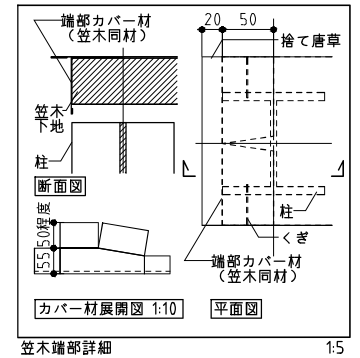 端部カバー材
(笠木同材)
20 50
捨て唐草
笠木
下地
柱
断面図
柱
くぎ
55 50程度
端部カバー材
(笠木同材)
カバー材展開図 1:10
平面図
笠木端部詳細
1:5